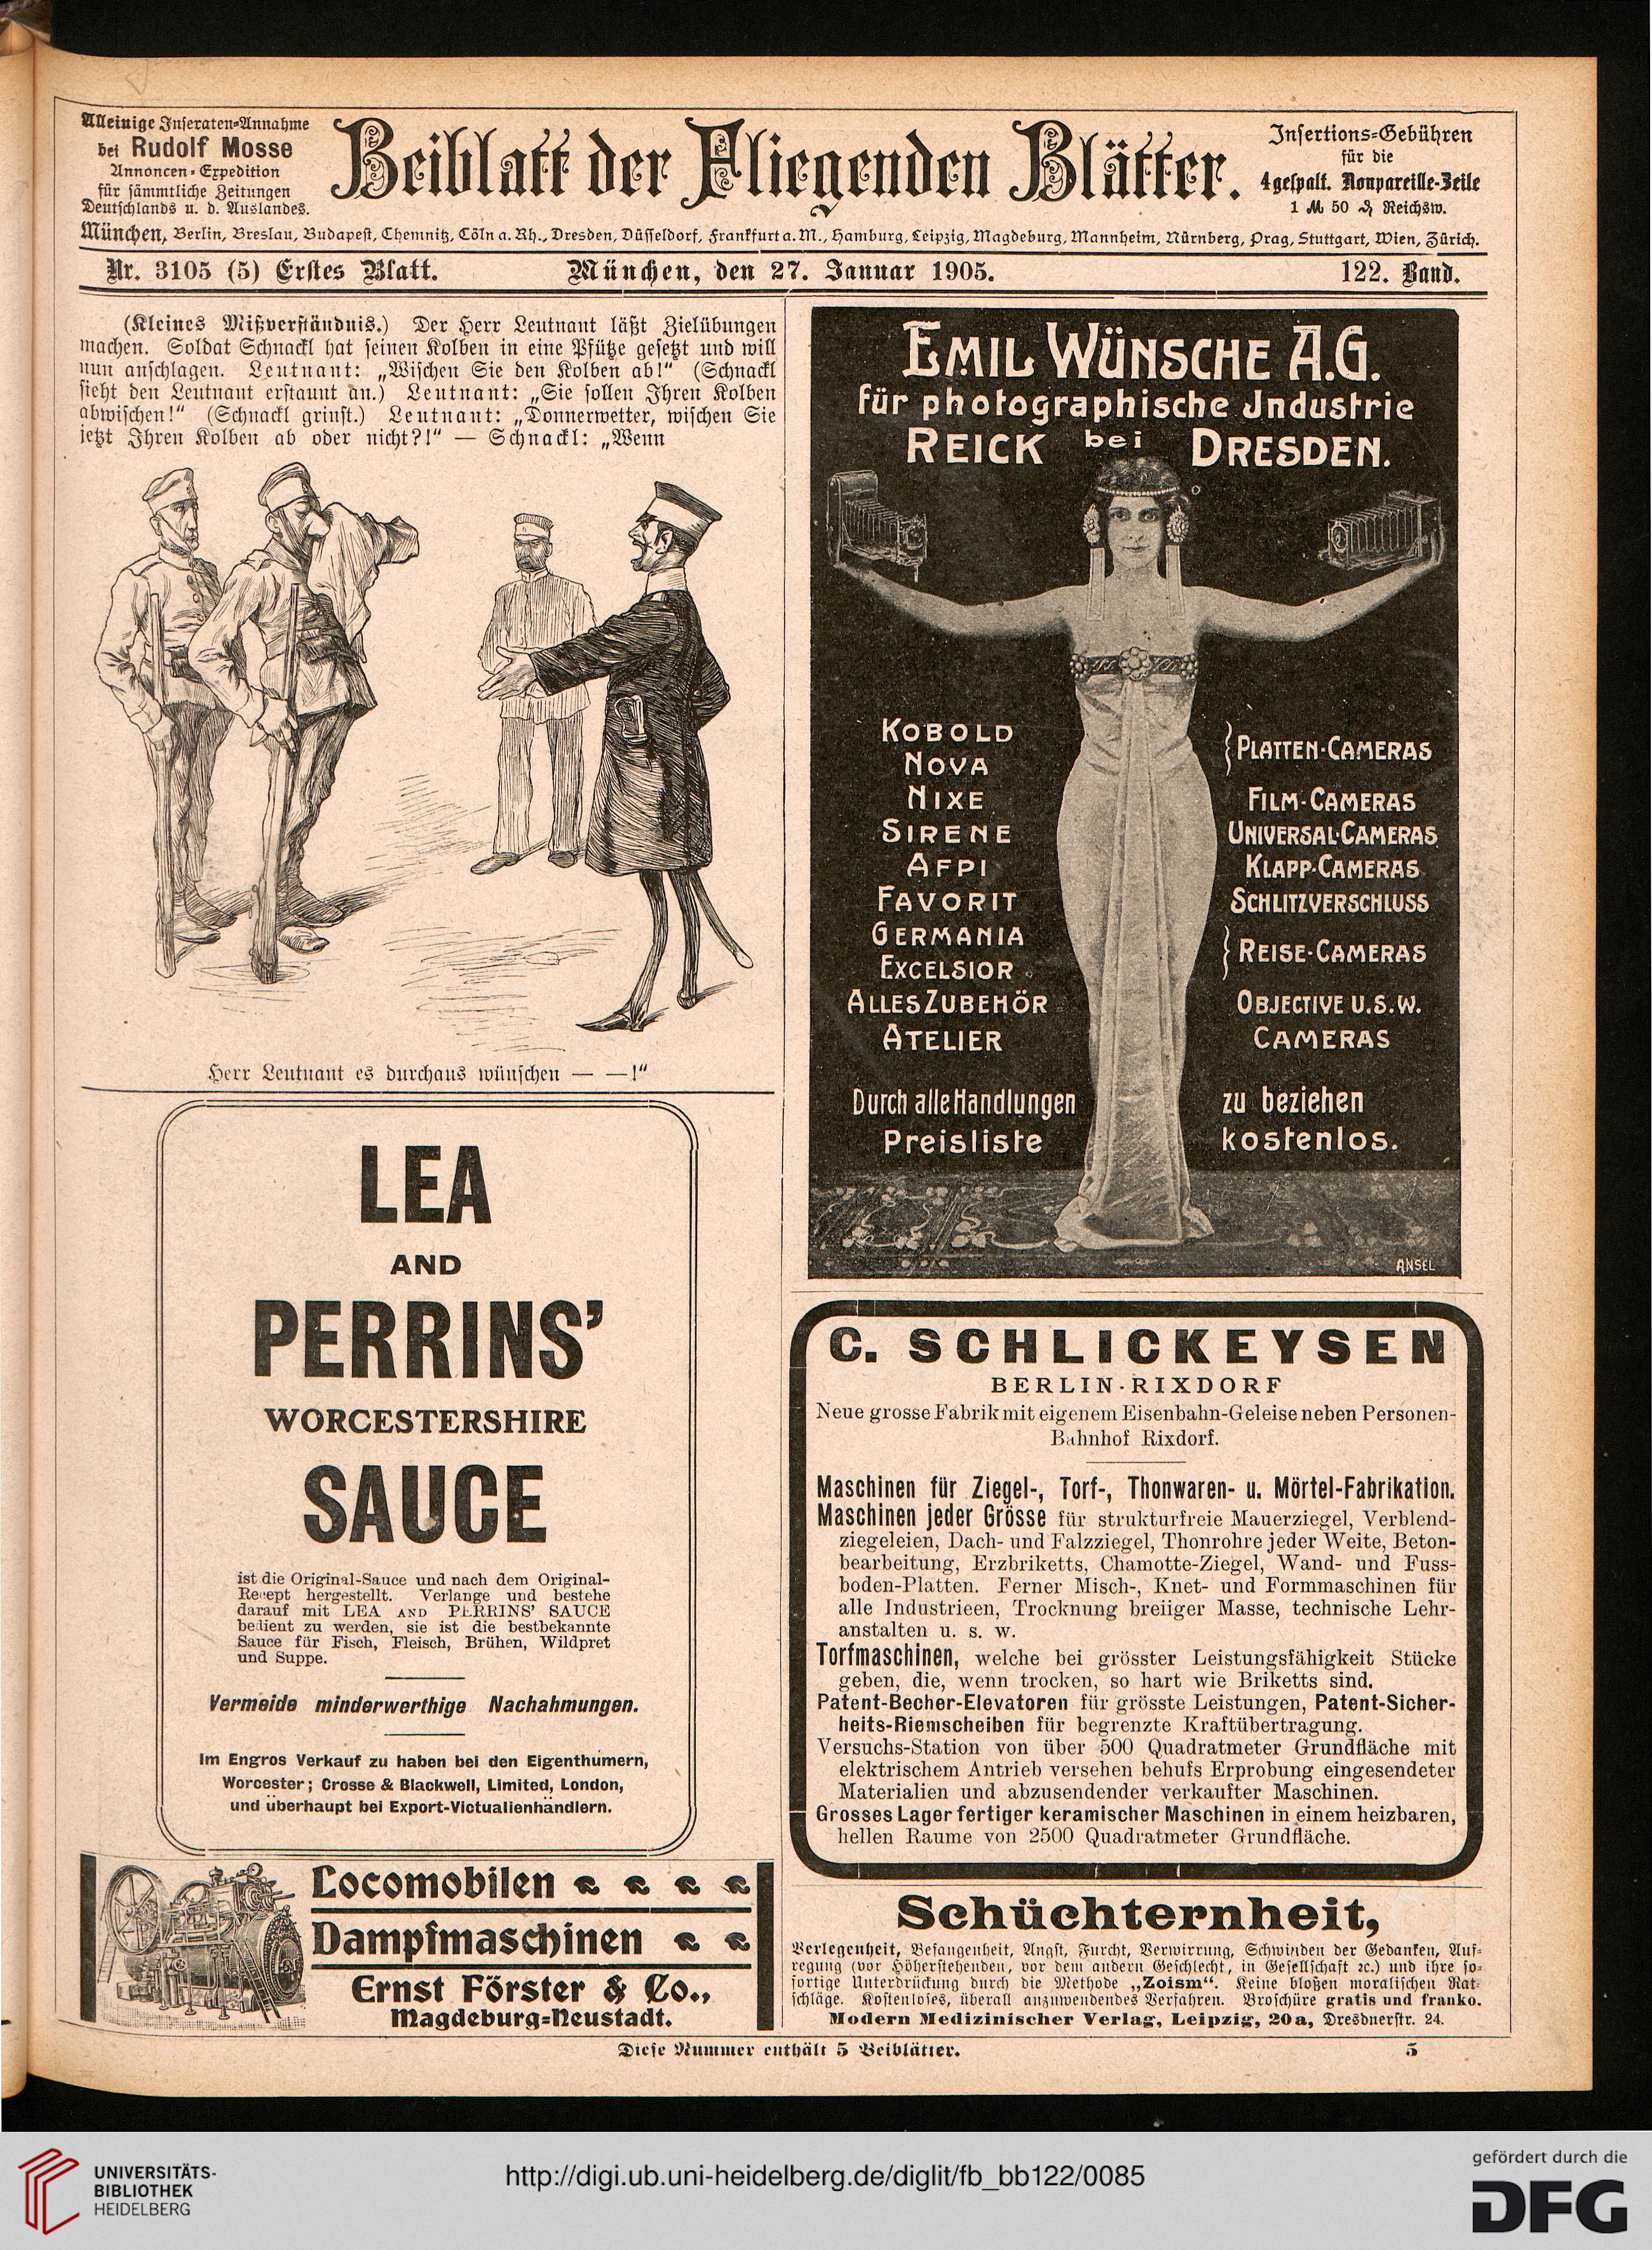 Alleinige Inseraten-Annahme
bei Rudolf Mosse
Annoncen-Expedition
für sämmtliche Zeitungen
Deutschlands u. d. Auslandes.
Beiblatt der Fliegenden Blätter.
Insertions-Gebühren
für die
4gespalt. Nonpareille-Zeile
1 M 50 ₰ Reichsw.
München, Berlin, Breslau, Budapest, Chemnitz, Cöln a. Rh., Dresden, Düsseldorf, Frankfurt a. M., Hamburg, Leipzig, Magdeburg, Mannheim, Nürnberg, Prag, Stuttgart, Wien, Zürich.
Nr. 3105 (5) Erstes Blatt. München, den 27. Januar 1905. 122. Band.
(Kleines Mißverständnis.) Der Herr Leutnant läßt Zielübungen
machen. Soldat Schnackl hat seinen Kolben in eine Pfütze gesetzt und will
nun anschlagen. Leutnant: „Wischen Sie den Kolben ab!“ (Schnackl
sieht den Leutnant erstaunt an.) Leutnant: „Sie sollen Ihren Kolben
abwischen!“ (Schnackl grinst.) Leutnant: „Donnerwetter, wischen Sie
jetzt Ihren Kolben ab oder nicht?!“ — Schnackl: „Wenn
Herr Leutnant es durchaus wünschen — —!“
LEA
AND
PERRINS’
WORCESTERSHIRE
SAUCE
ist die Original-Sauce und nach dem Original-
Recept hergestellt. Verlange und bestehe
darauf mit LEA AND PERRINS’ SAUCE
bedient zu werden, sie ist die bestbekannte
Sauce für Fisch, Fleisch, Brühen, Wildpret
und Suppe.
Vermeide minderwerthige Nachahmungen.
Im Engros Verkauf zu haben bei den Eigenthümern,
Worcester; Crosse & Blackwell, Limited, London,
und überhaupt bei Export-Victualienhändlern.
Locomobilen
Dampfmaschinen
Ernst Förster & Co.,
Magdeburg-Neustadt.
EMIL WÜNSCHE A.G.
für photographische Jndustrie
REICK bei DRESDEN.
KOBOLD
NOVA
PLATTEN-CAMERAS
NIXE FILM-CAMERAS
SIRENE UNIVERSAL-CAMERAS
AFPI KLAPP-CAMERAS
FAVORIT SCHLITZVERSCHLUSS
GERMANIA
EXCELSIOR
REISE-CAMERAS
ALLES ZUBEHÖR OBJECTIVE U.S.W.
ATELIER CAMERAS
Durch alle Handlungen zu beziehen
Preisliste kostenlos.
ANSEL
C. SCHLICKEYSEN
BERLIN-RIXDORF
Neue grosse Fabrik mit eigenem Eisenbahn-Geleise neben Personen-
Bahnhof Rixdorf.
Maschinen für Ziegel-, Torf-, Thonwaren- u. Mörtel-Fabrikation.
Maschinen jeder Grösse für strukturfreie Mauerziegel, Verblend-
ziegeleien, Dach- und Falzziegel, Thonrohre jeder Weite, Beton-
bearbeitung, Erzbriketts, Chamotte-Ziegel, Wand- und Fuss-
boden-Platten. Ferner Misch-, Knet- und Formmaschinen für
alle Industrieen, Trocknung breiiger Masse, technische Lehr-
anstalten u. s. w.
Torfmaschinen, welche bei grösster Leistungsfähigkeit Stücke
geben, die, wenn trocken, so hart wie Briketts sind.
Patent-Becher-Elevatoren für grösste Leistungen, Patent-Sicher-
heits-Riemscheiben für begrenzte Kraftübertragung.
Versuchs-Station von über 500 Quadratmeter Grundfläche mit
elektrischem Antrieb versehen behufs Erprobung eingesendeter
Materialien und abzusendender verkaufter Maschinen.
Grosses Lager fertiger keramischer Maschinen in einem heizbaren,
hellen Raume von 2500 Quadratmeter Grundfläche.
Schüchternheit,
Verlegenheit, Befangenheit, Angst, Furcht, Verwirrung, Schwinden der Gedanken, Auf-
regung (vor Höherstehenden, vor dem andern Geschlecht, in Gesellschaft ꝛc.) und ihre so-
fortige Unterdrückung durch die Methode „Zoism“. Keine bloßen moralischen Rat-
schläge. Kostenloses, überall anzuwendendes Verfahren. Broschüre gratis und franko.
Modern Medizinischer Verlag, Leipzig, 20a, Dresdnerstr. 24.
Diese Nummer enthält 5 Beiblätter. 5
UNIVERSITÄTS-
BIBLIOTHEK
HEIDELBERG
http://digi.ub.uni-heidelberg.de/diglit/fb_bb122/0085
gefördert durch die
DFG